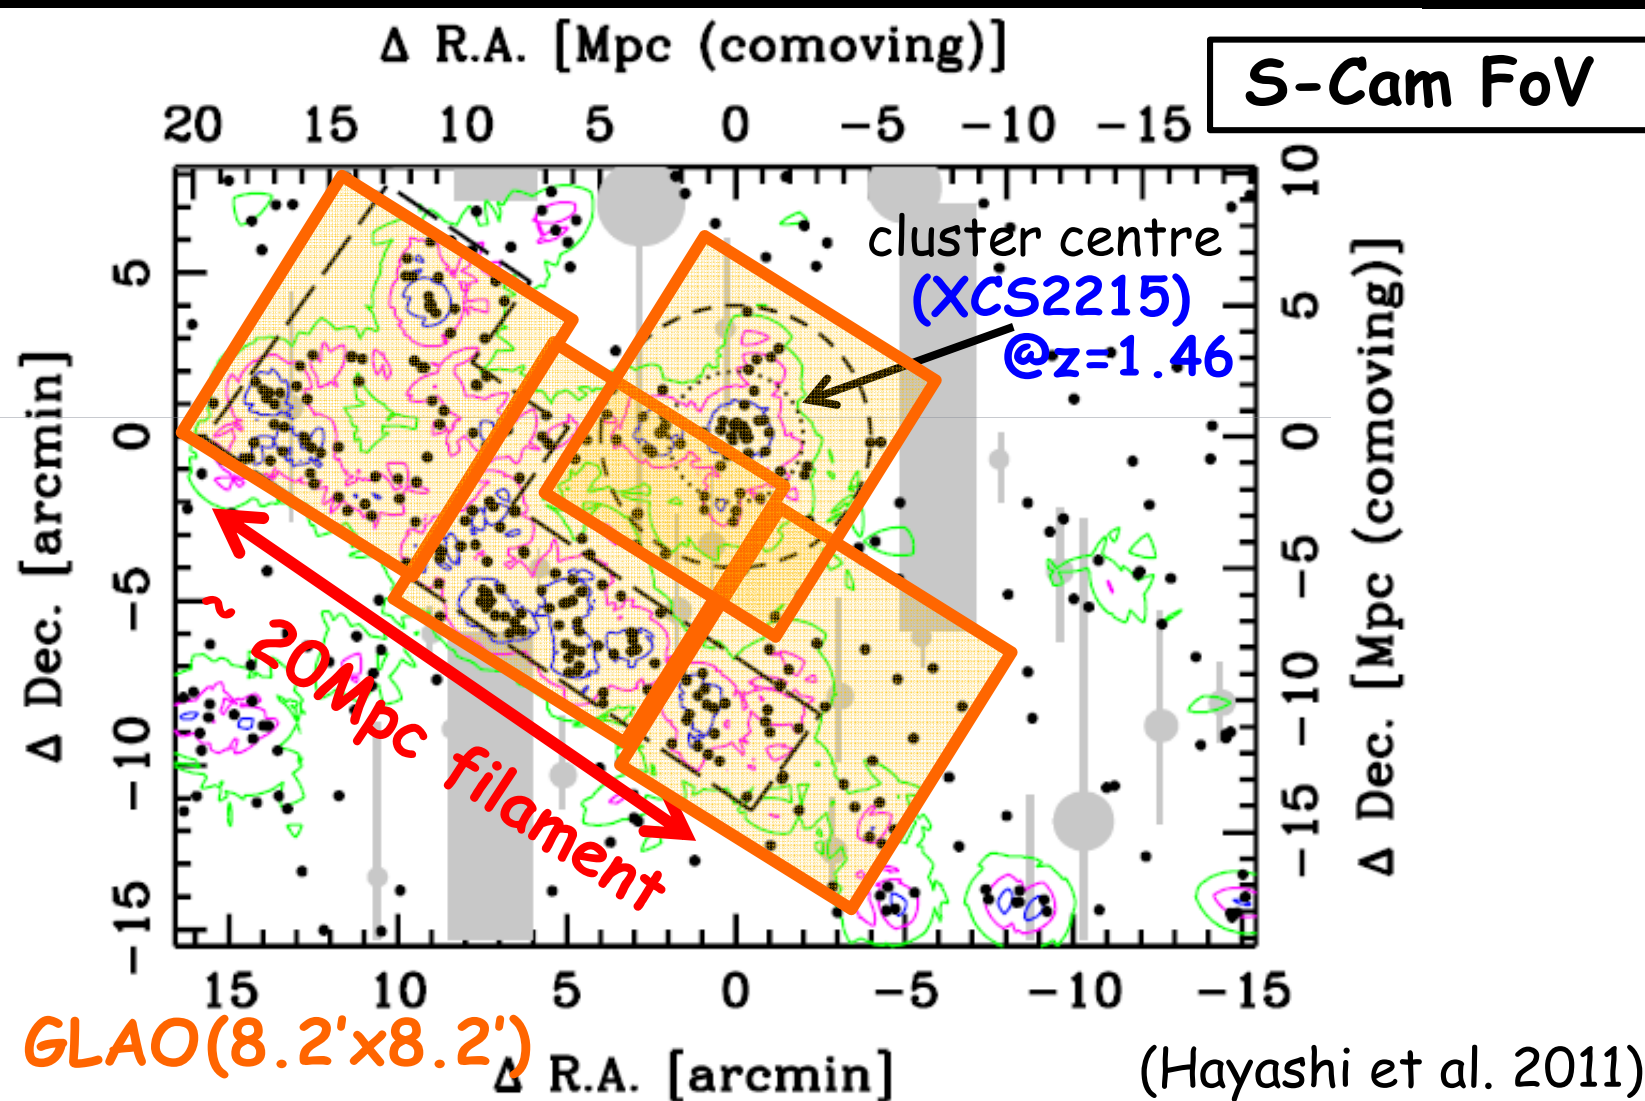 Δ R.A. [Mpc (comoving)]
S-Cam FoV
20 15 10 5 0 −5 −10 −15
cluster centre
(XCS2215)
@z=1.46
Δ Dec. [arcmin]
5
0
−5
−10
−15
10
5
0
−5
−10
−15
Δ Dec. [Mpc (comoving)]
~ 20Mpc filament
15 10 5 0 −5 −10 −15
GLAO(8.2'x8.2')
Δ R.A. [arcmin]
(Hayashi et al. 2011)